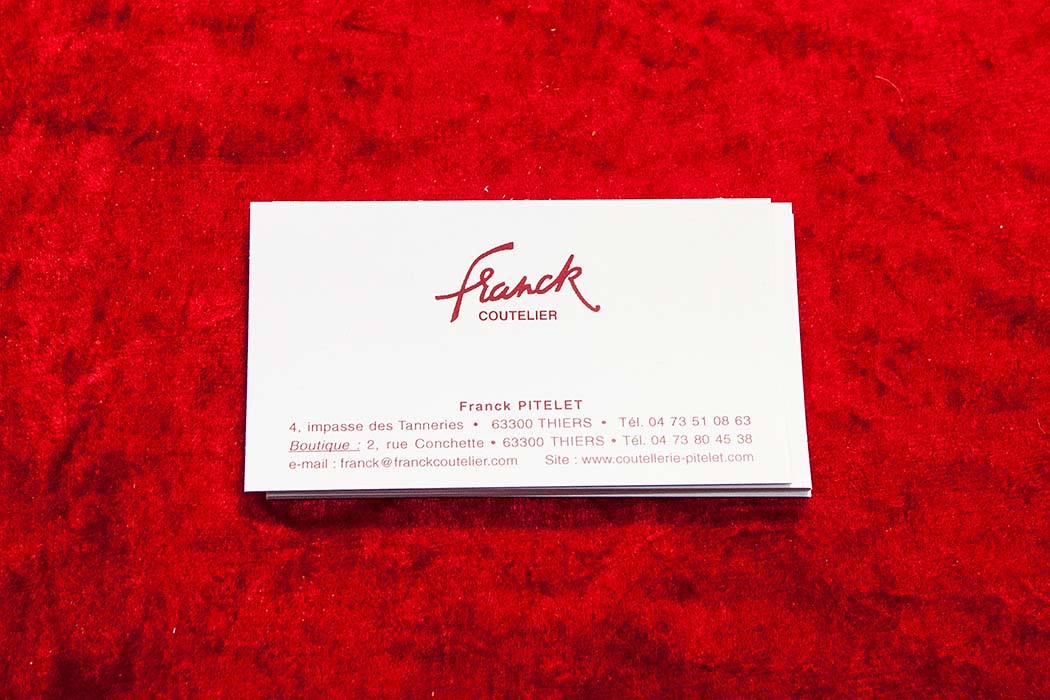 Franck
COUTELIER
Franck PITELET
4, impasse des Tanneries • 63300 THIERS • Tél. 04 73 51 08 63
Boutique : 2, rue Conchette • 63300 THIERS • Tél. 04 73 80 45 38
e-mail : franck@franckcoutelier.com Site : www.coutellerie-pitelet.com